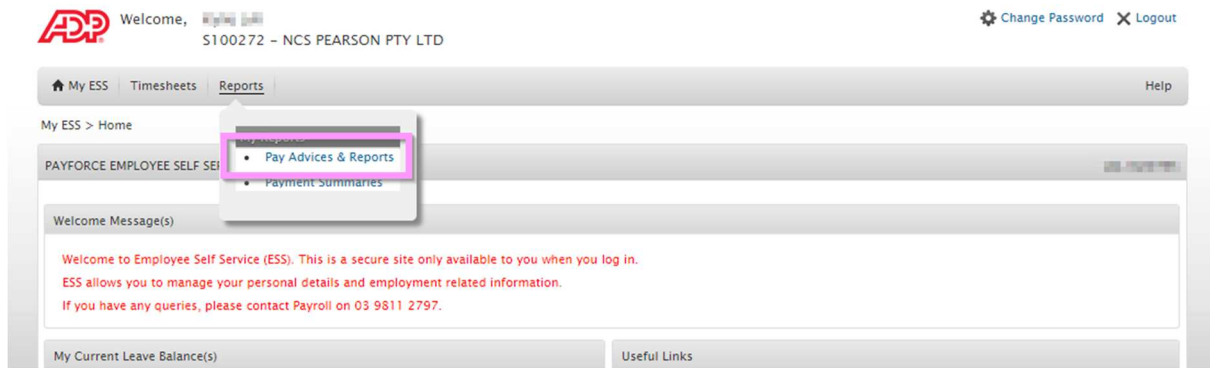 ADP
Welcome,
S100272 – NCS PEARSON PTY LTD
Change Password Logout
My ESS Timesheets Reports Help
My ESS > Home
My Reports
Pay Advices & Reports
Payment Summaries
PAYFORCE EMPLOYEE SELF
Welcome Message(s)
Welcome to Employee Self Service (ESS). This is a secure site only available to you when you log in.
ESS allows you to manage your personal details and employment related information.
If you have any queries, please contact Payroll on 03 9811 2797.
My Current Leave Balance(s) Useful Links